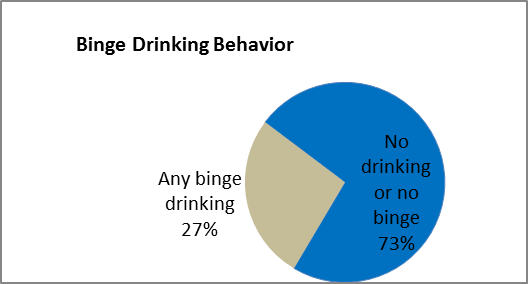 Binge Drinking Behavior
Any binge
drinking
27%
No
drinking
or no
binge
73%